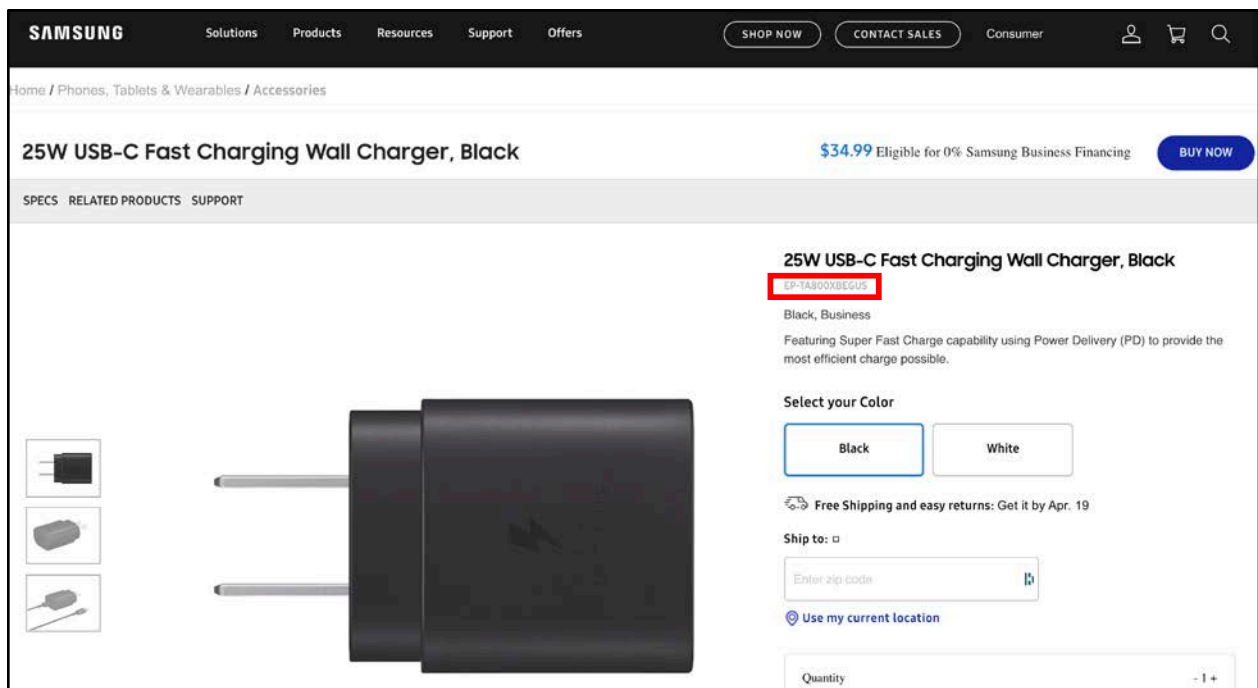 SAMSUNG Solutions Products Resources Support Offers SHOP NOW CONTACT SALES Consumer
Home / Phones, Tablets & Wearables / Accessories
25W USB-C Fast Charging Wall Charger, Black $34.99 Eligible for 0% Samsung Business Financing BUY NOW
SPECS RELATED PRODUCTS SUPPORT
25W USB-C Fast Charging Wall Charger, Black
EP-TA800XBEGUS
Black, Business
Featuring Super Fast Charge capability using Power Delivery (PD) to provide the
most efficient charge possible.
Select your Color
Black White
Free Shipping and easy returns: Get it by Apr. 19
Ship to:
Enter zip code
Use my current location
Quantity - 1 +